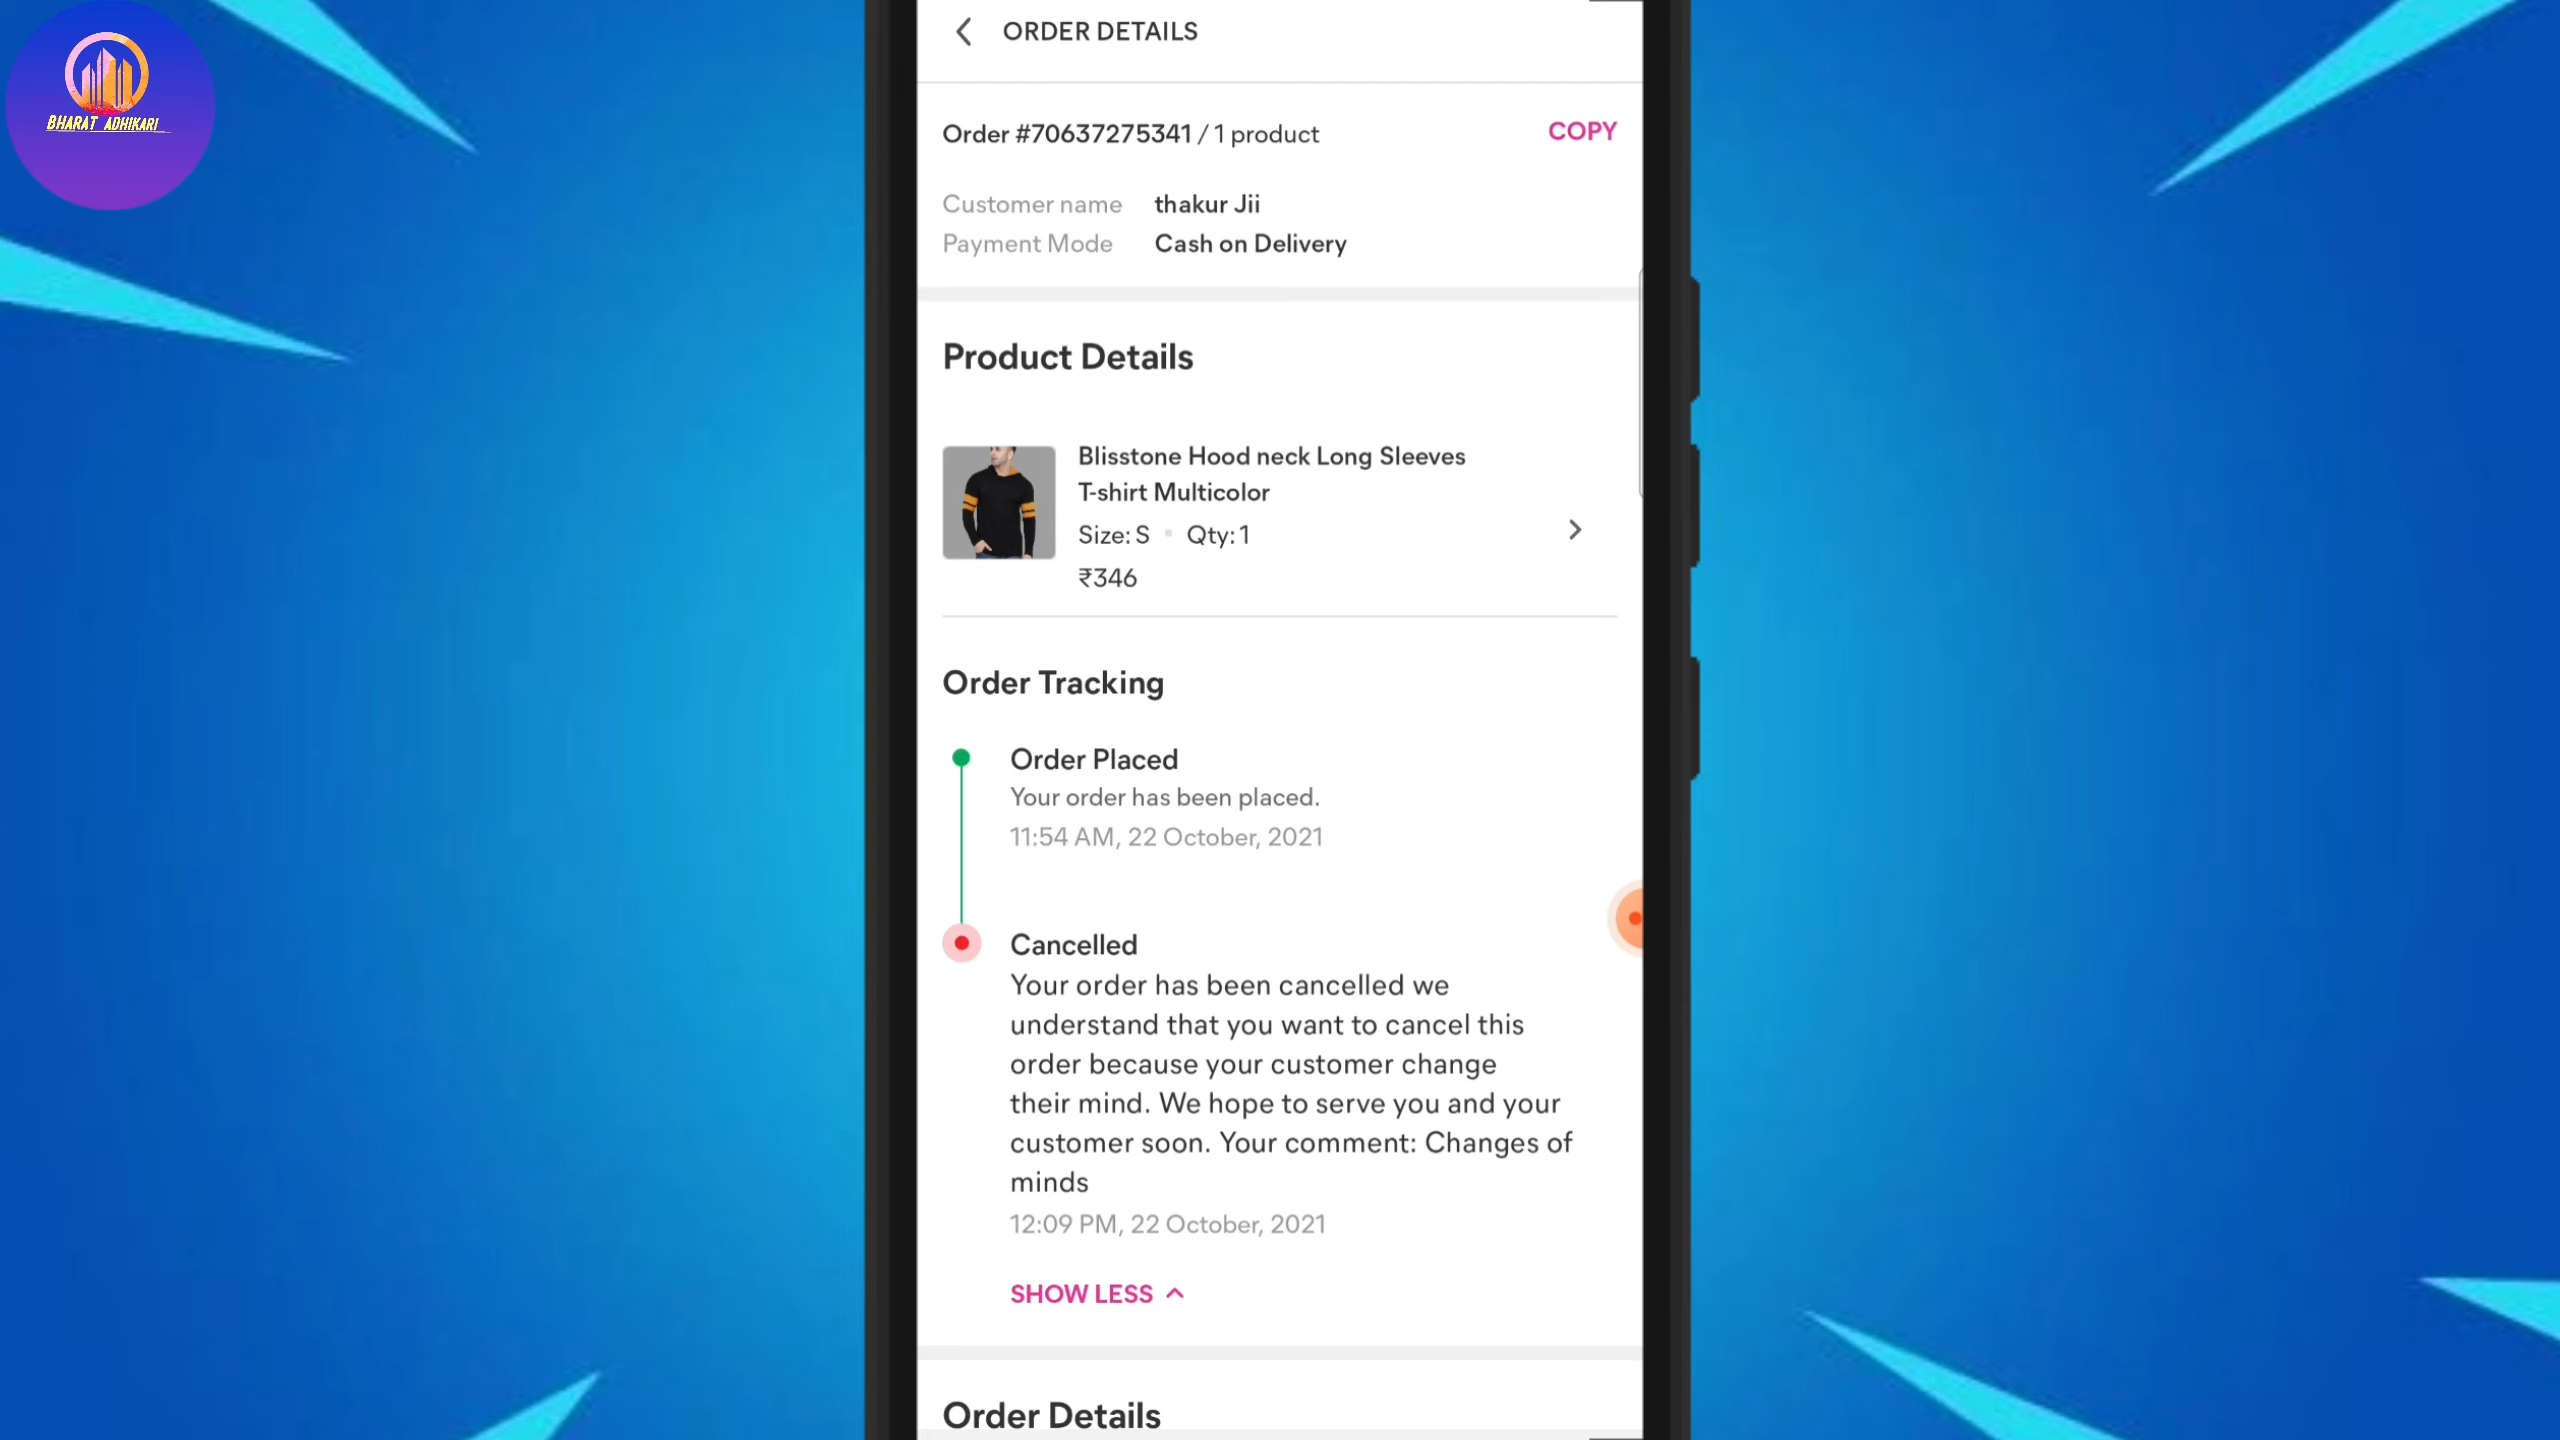 BHARAT ADHIKARI
ORDER DETAILS
Order #70637275341 / 1 product
COPY
Customer name thakur Jii
Payment Mode Cash on Delivery
Product Details
Blisstone Hood neck Long Sleeves
T-shirt Multicolor
Size: S • Qty: 1
₹346
Order Tracking
Order Placed
Your order has been placed.
11:54 AM, 22 October, 2021
Cancelled
Your order has been cancelled we
understand that you want to cancel this
order because your customer change
their mind. We hope to serve you and your
customer soon. Your comment: Changes of
minds
12:09 PM, 22 October, 2021
SHOW LESS
Order Details